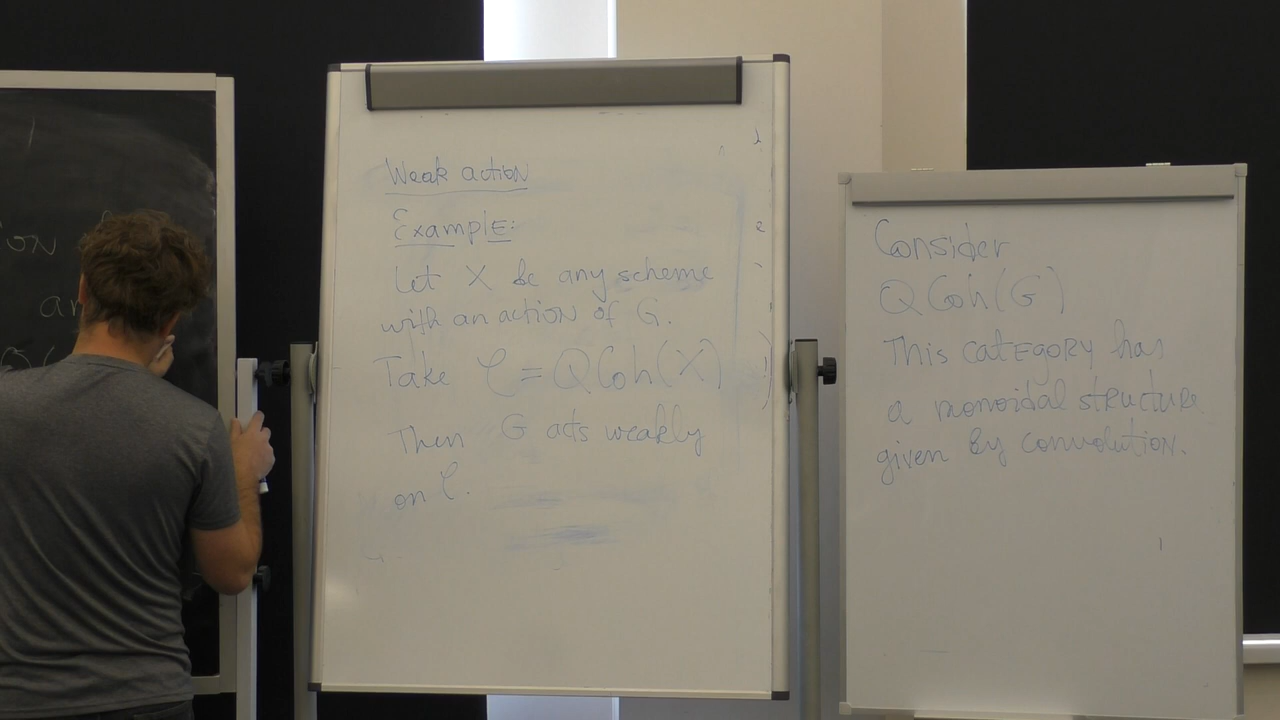 Weak action
Example:
Let X be any scheme
with an action of G.
Take C = QCoh(X)
Then G acts weakly
on C.
Consider
QCoh(G)
This category has
a monoidal structure
given by convolution.